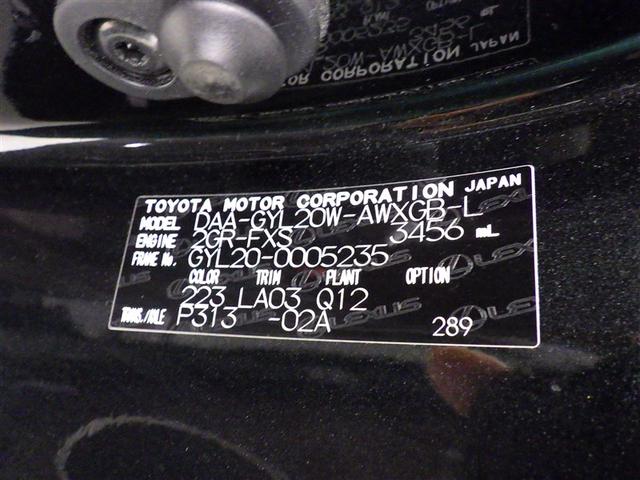 TOYOTA MOTOR CORPORATION JAPAN
MODEL DAA-GYL20W-AWXGB-L
ENGINE 2GR-FXS 3456 mL
FRAME No. GYL20-0005235
COLOR TRIM PLANT OPTION
223 LA03 Q12
TRANS./AXLE P313 -02A 289
LEXUS